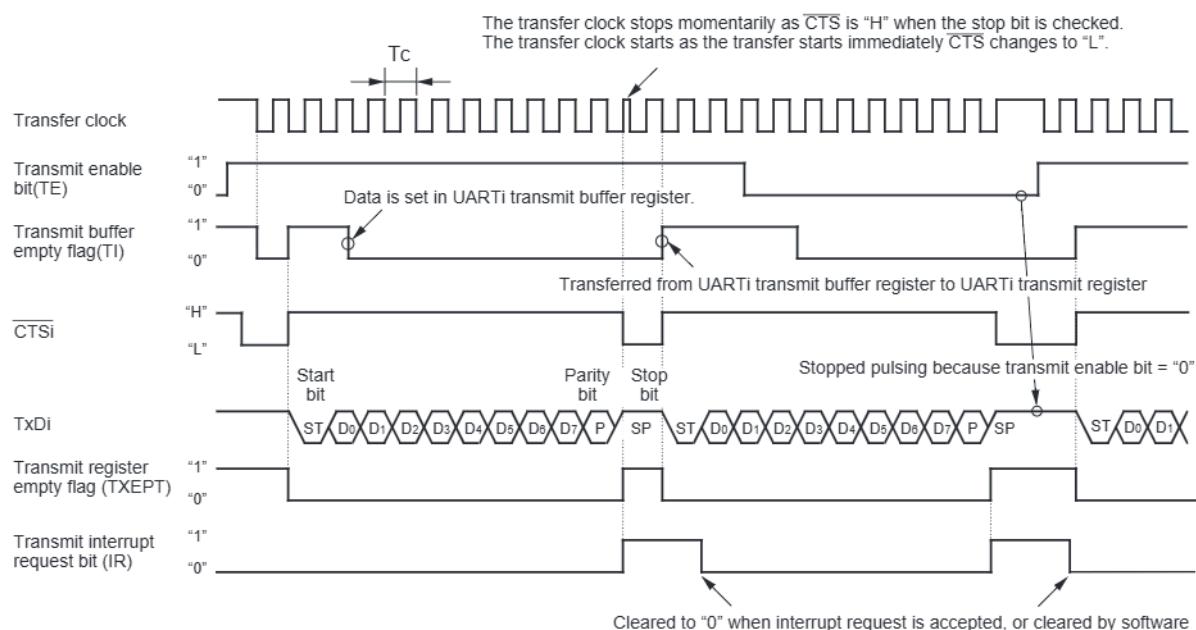 The transfer clock stops momentarily as CTS is “H” when the stop bit is checked.
The transfer clock starts as the transfer starts immediately CTS changes to “L”.
Tc
Transfer clock
Transmit enable
bit(TE)
“1”
“0”
Data is set in UARTi transmit buffer register.
Transmit buffer
empty flag(TI)
“1”
“0”
Transferred from UARTi transmit buffer register to UARTi transmit register
CTSi
“H”
“L”
Stopped pulsing because transmit enable bit = “0”
Start
bit
Parity
bit
Stop
bit
TxDi
ST D0 D1 D2 D3 D4 D5 D6 D7 P SP ST D0 D1 D2 D3 D4 D5 D6 D7 P SP ST D0 D1
Transmit register
empty flag (TXEPT)
“1”
“0”
Transmit interrupt
request bit (IR)
“1”
“0”
Cleared to “0” when interrupt request is accepted, or cleared by software